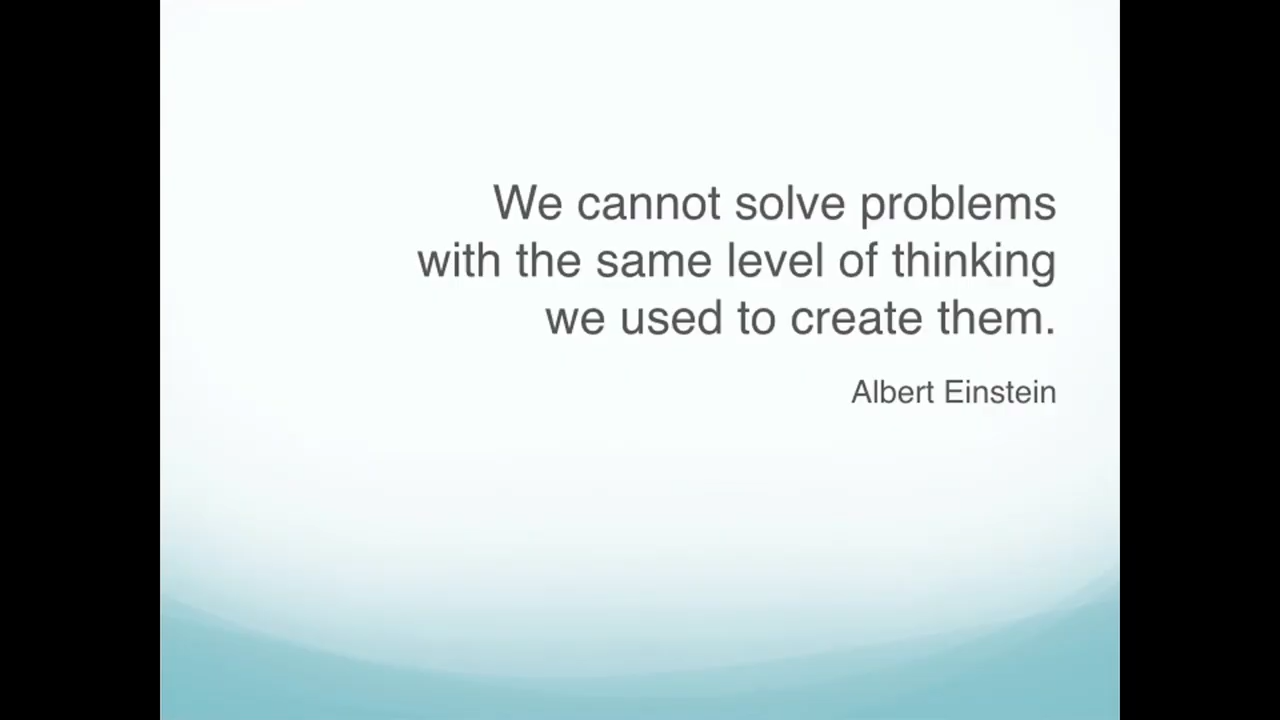 We cannot solve problems
with the same level of thinking
we used to create them.
Albert Einstein